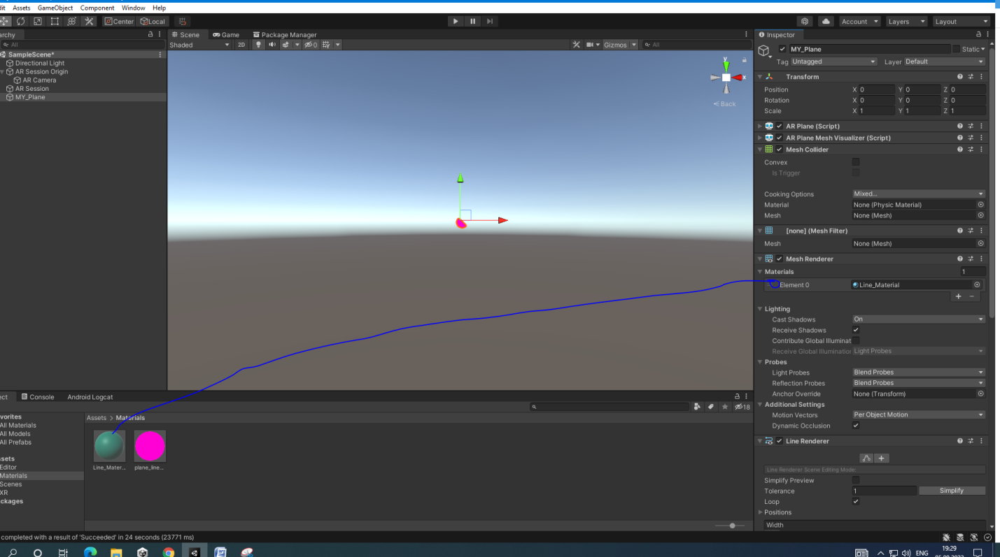 dit Assets GameObject Component Window Help
Center Local Account Layers Layout
archy Scene Game Package Manager Inspector
All Shaded 2D 0 Gizmos All MY_Plane Static
SampleScene* Tag Untagged Layer Default
Directional Light
AR Session Origin
AR Camera
AR Session
MY_Plane
y
x
Back
Transform
Position X 0 Y 0 Z 0
Rotation X 0 Y 0 Z 0
Scale X 1 Y 1 Z 1
AR Plane (Script)
AR Plane Mesh Visualizer (Script)
Mesh Collider
Convex
Is Trigger
Cooking Options Mixed...
Material None (Physic Material)
Mesh None (Mesh)
[none] (Mesh Filter)
Mesh None (Mesh)
Mesh Renderer
Materials 1
Element 0 Line_Material
+ −
Lighting
Cast Shadows On
Receive Shadows
Contribute Global Illuminat
Receive Global Illumination Light Probes
Probes
Light Probes Blend Probes
Reflection Probes Blend Probes
Anchor Override None (Transform)
Additional Settings
Motion Vectors Per Object Motion
Dynamic Occlusion
Line Renderer
Line Renderer Scene Editing Mode:
Simplify Preview
Tolerance 1 Simplify
Loop
Positions
Width
ect Console Android Logcat
18
vorites
All Materials
All Models
All Prefabs
ssets
Editor
Materials
Scenes
XR
ckages
Assets > Materials
Line_Mater... plane_line...
completed with a result of 'Succeeded' in 24 seconds (23771 ms)
ENG 19:29